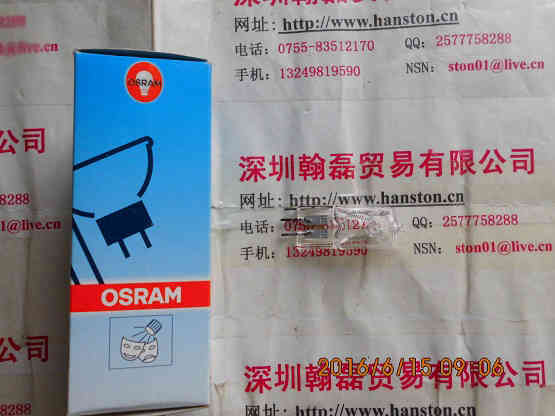 网址: http://www.hanston.cn
电话: 0755-83512170 QQ: 2577758288
手机: 13249819590 NSN: ston01@live.cn
OSRAM
公司
58288
@live.cn
深圳翰磊贸易有限公司
网址: http://www.hanston.cn
电话: QQ: 2577758288
手机: 13249819590 NSN: ston01@live.cn
OSRAM
公司
2016/6/15 09:06
深圳翰磊贸易有限公司
网址: http://www.hanston.cn